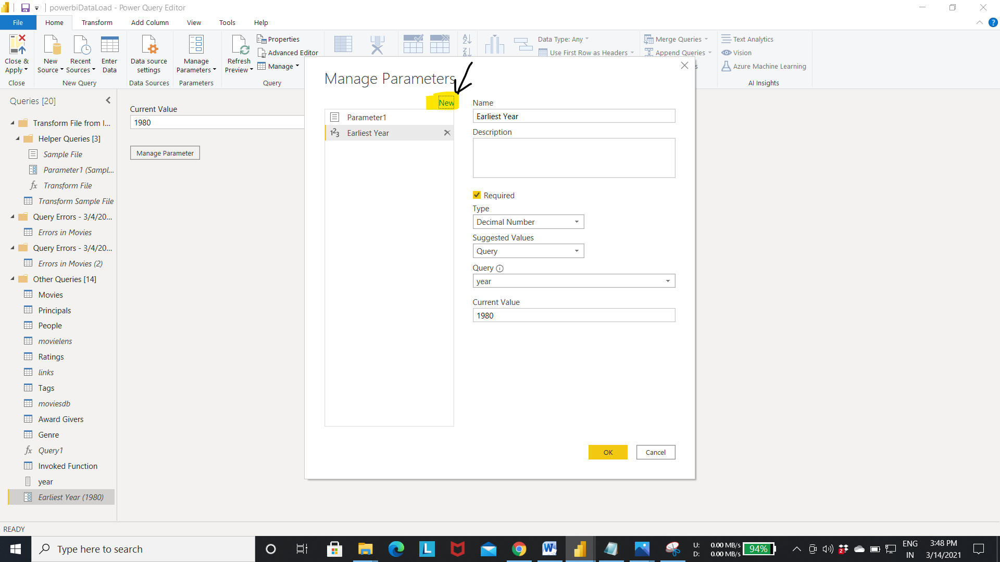 powerbiDataLoad - Power Query Editor
File Home Transform Add Column View Tools Help
Close & Apply
Close
New Source
Recent Sources
Enter Data
New Query
Data source settings
Data Sources
Manage Parameters
Parameters
Refresh Preview
Properties
Advanced Editor
Manage
Query
Data Type: Any
Use First Row as Headers
Merge Queries
Append Queries
s
Text Analytics
Vision
Azure Machine Learning
AI Insights
Queries [20]
Transform File from I...
Helper Queries [3]
Sample File
Parameter1 (Sampl...
Transform File
Transform Sample File
Query Errors - 3/4/20...
Errors in Movies
Query Errors - 3/4/20...
Errors in Movies (2)
Other Queries [14]
Movies
Principals
People
movielens
Ratings
links
Tags
moviesdb
Award Givers
Genre
Query1
Invoked Function
year
Earliest Year (1980)
Current Value
1980
Manage Parameter
Manage Parameters
New
Parameter1
Earliest Year
Name
Earliest Year
Description
Required
Type
Decimal Number
Suggested Values
Query
Query
year
Current Value
1980
OK
Cancel
READY
Type here to search
U: 0.00 MB/s
D: 0.00 MB/s
94%
2
ENG
IN
3:48 PM
3/14/2021